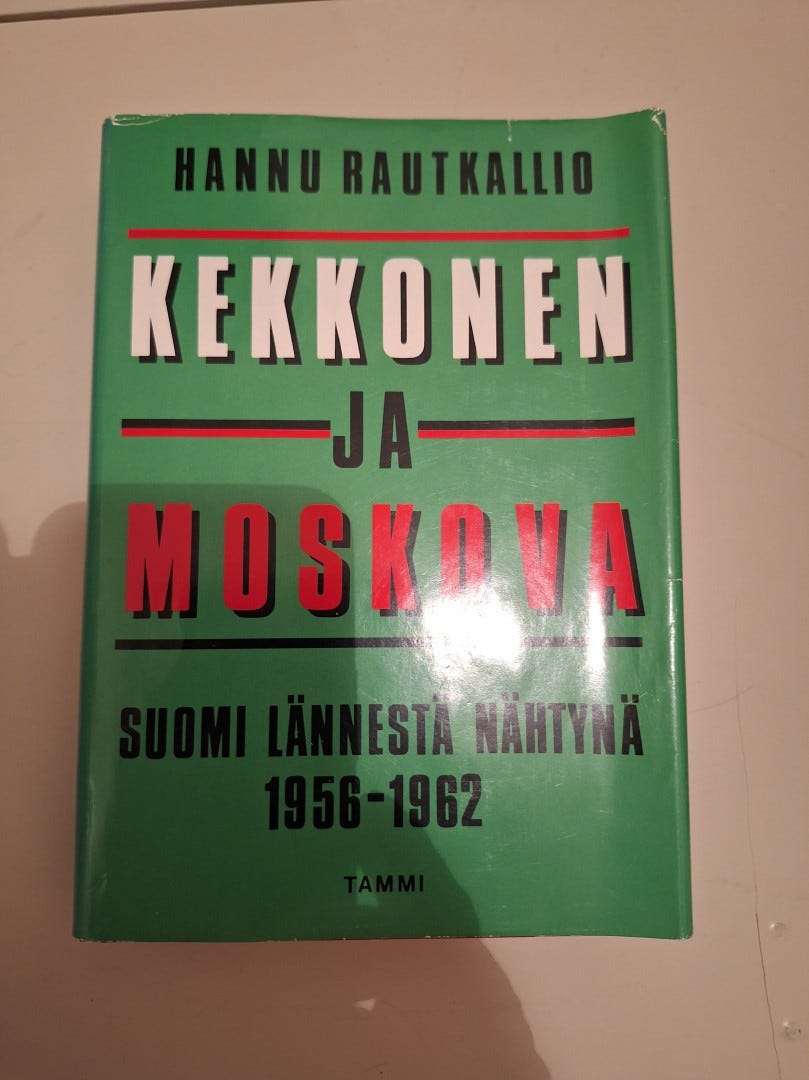 HANNU RAUTKALLIO
KEKKONEN
JA
MOSKOVA
SUOMI LÄNNESTÄ NÄHTYNÄ
1956-1962
TAMMI